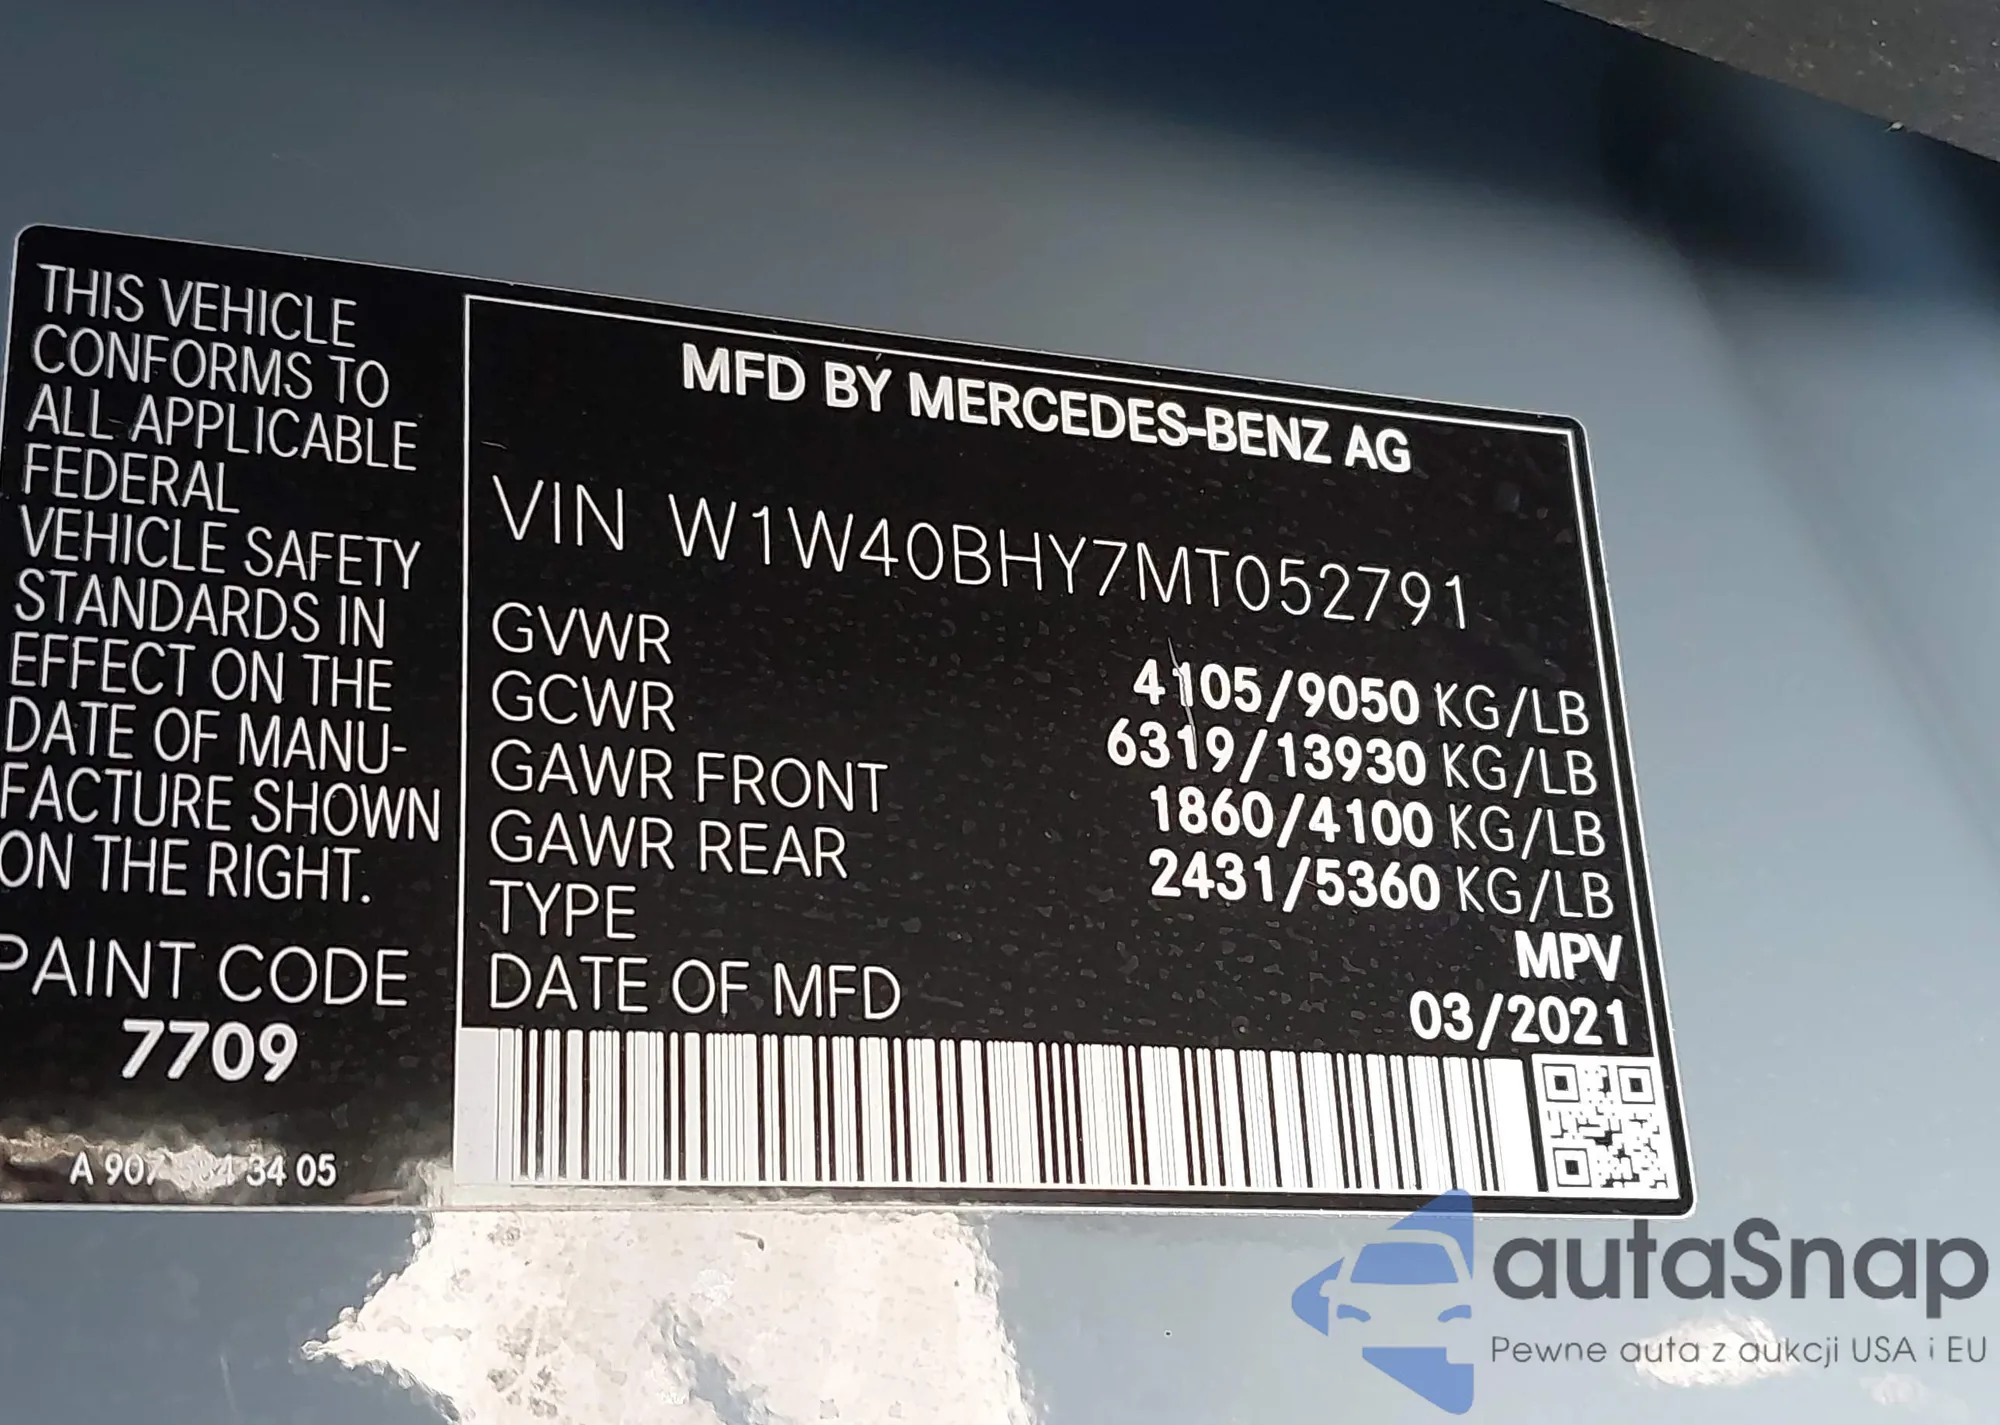 THIS VEHICLE
CONFORMS TO
ALL APPLICABLE
FEDERAL
VEHICLE SAFETY
STANDARDS IN
EFFECT ON THE
DATE OF MANU-
FACTURE SHOWN
ON THE RIGHT.
PAINT CODE
7709
A 907 34 05
MFD BY MERCEDES-BENZ AG
VIN W1W40BHY7MT052791
GVWR 4105/9050 KG/LB
GCWR 6319/13930 KG/LB
GAWR FRONT 1860/4100 KG/LB
GAWR REAR 2431/5360 KG/LB
TYPE MPV
DATE OF MFD 03/2021
autaSnap
Pewne auta z aukcji USA i EU